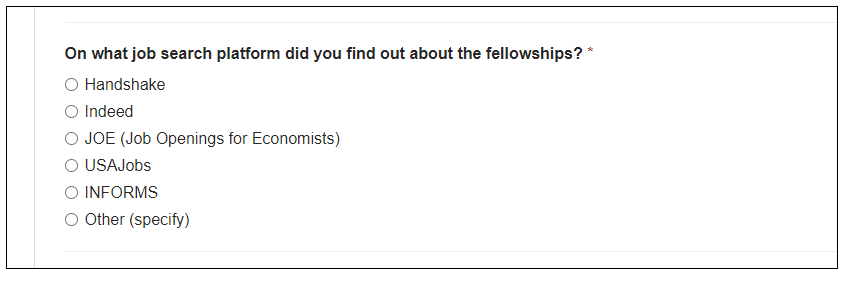 On what job search platform did you find out about the fellowships? *
Handshake
Indeed
JOE (Job Openings for Economists)
USAJobs
INFORMS
Other (specify)